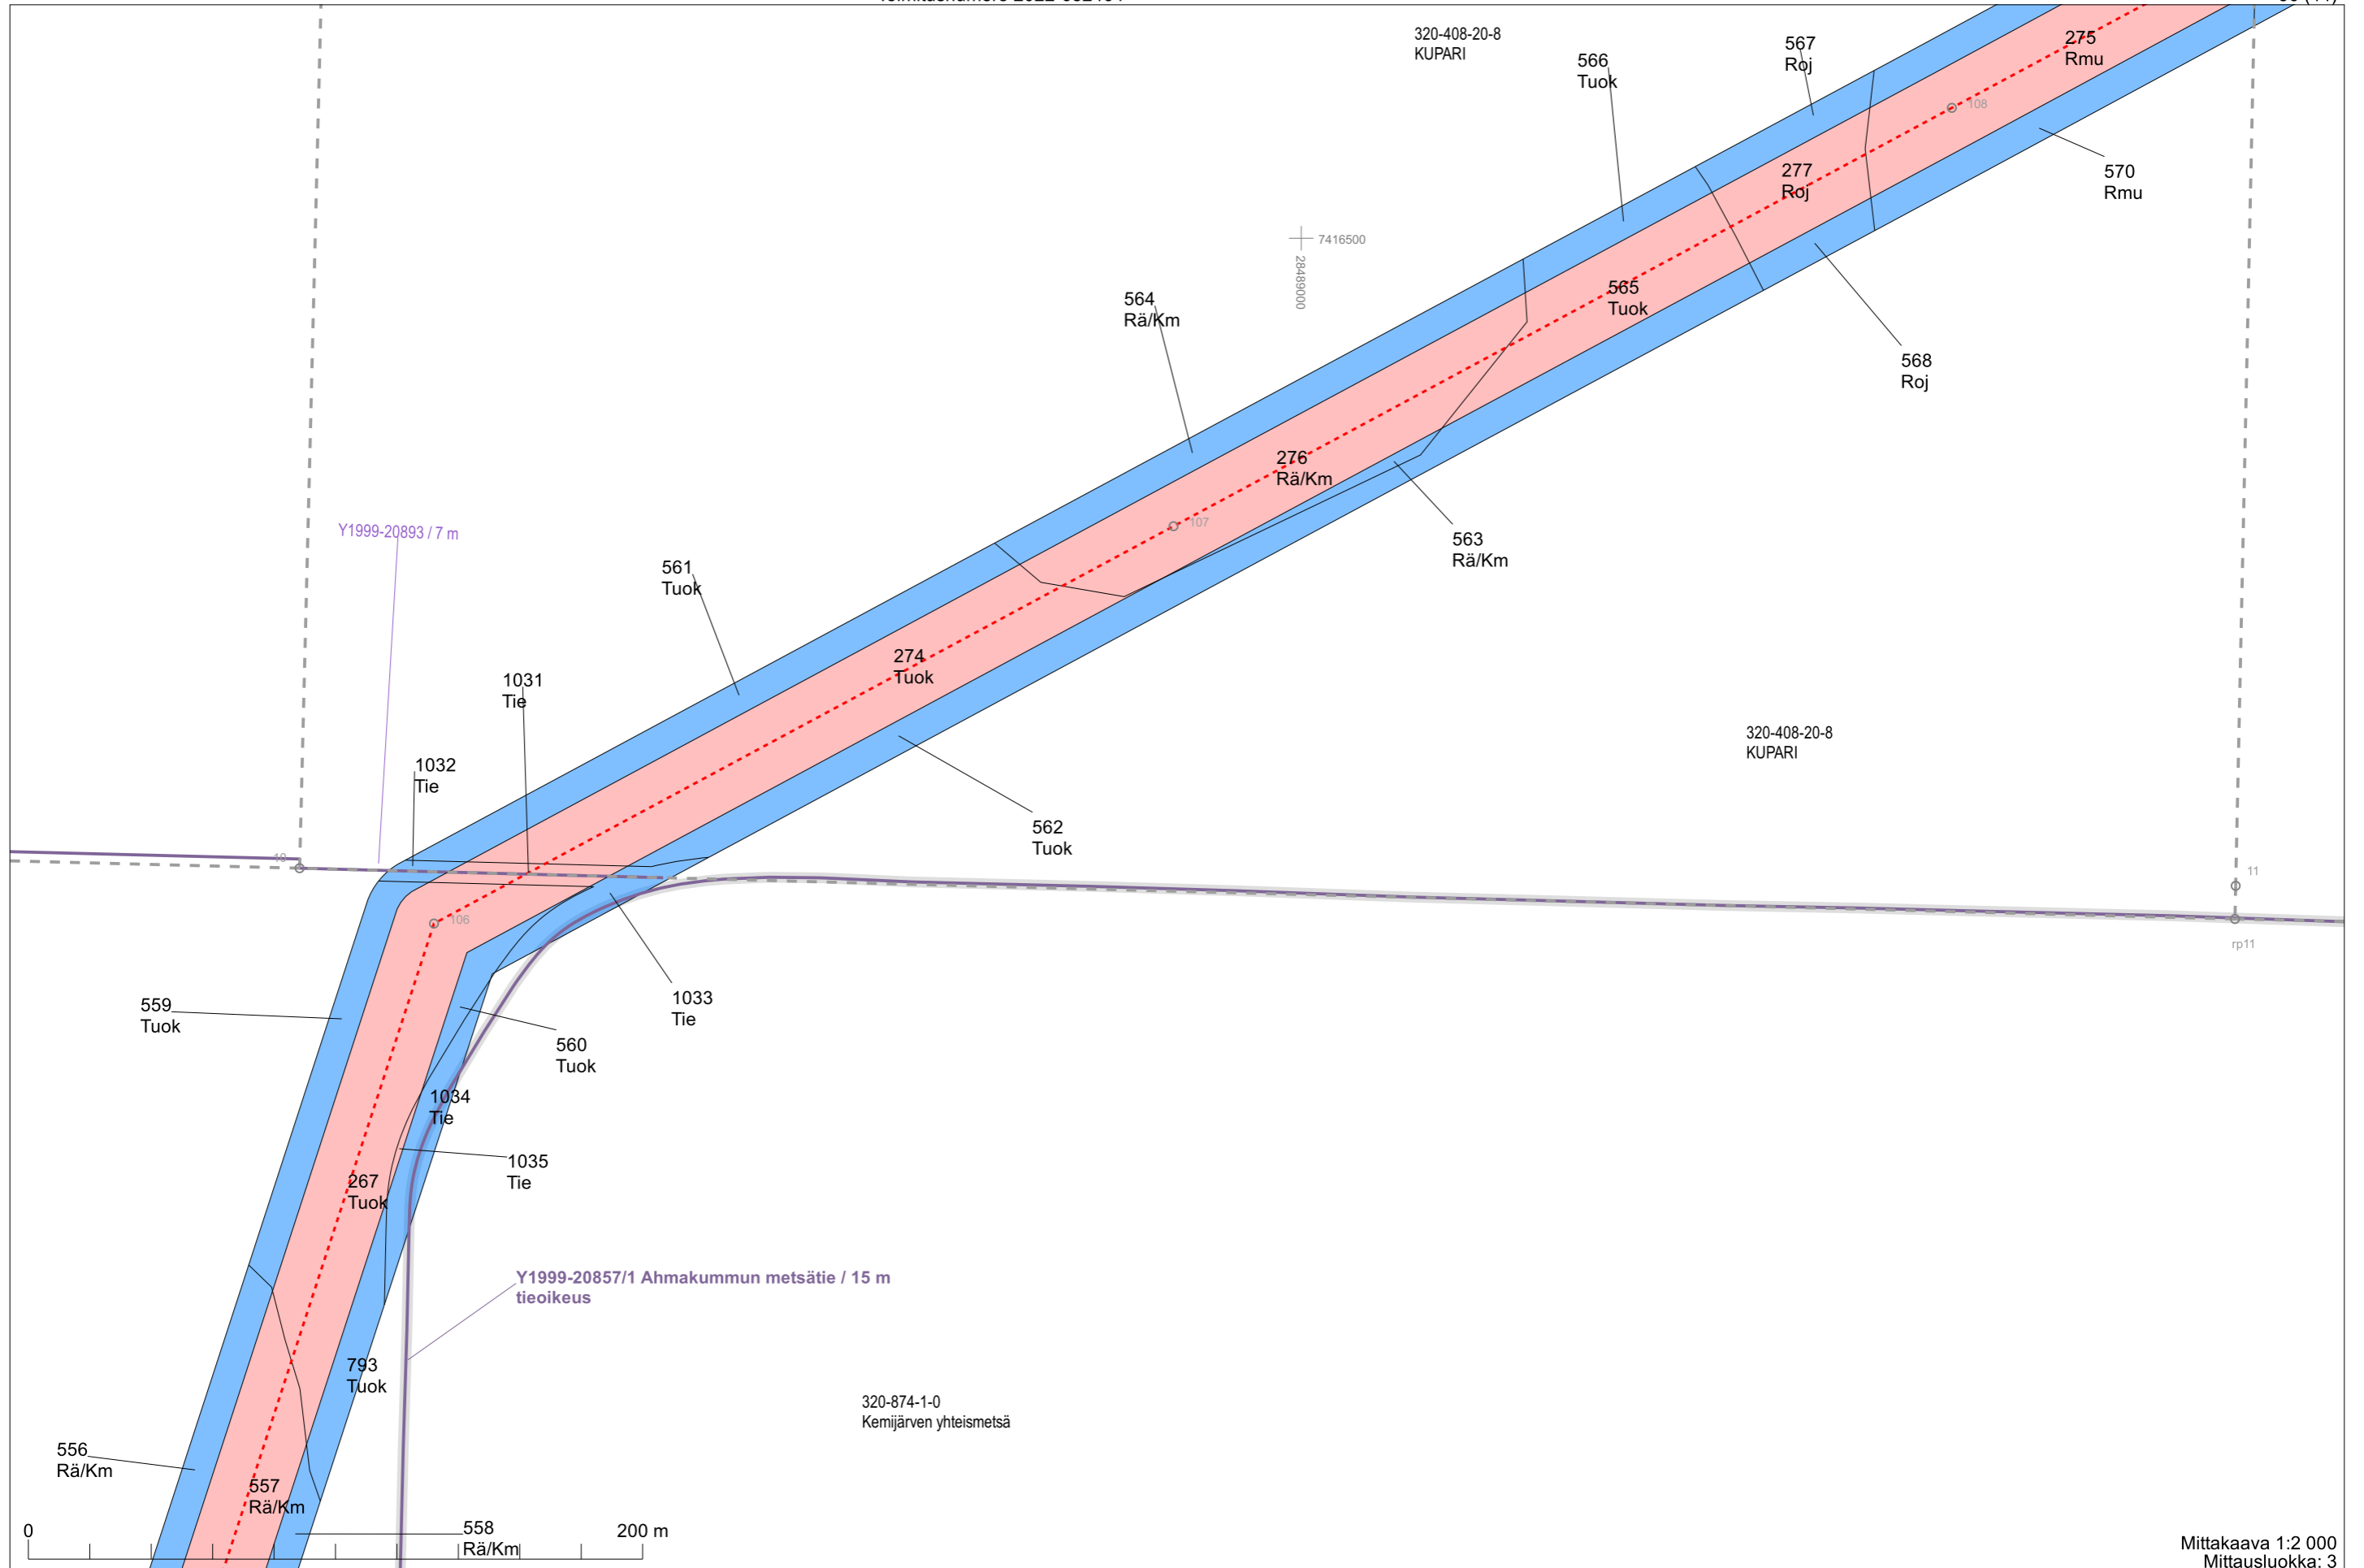 320-408-20-8
KUPARI
567
Roj
275
Rmu
566
Tuok
108
277
Roj
570
Rmu
7416500
28489000
565
Tuok
564
Rä/Km
568
Roj
276
Rä/Km
107
563
Rä/Km
Y1999-20893 / 7 m
561
Tuok
274
Tuok
1031
Tie
320-408-20-8
KUPARI
1032
Tie
562
Tuok
11
106
rp11
1033
Tie
559
Tuok
560
Tuok
1034
Tie
1035
Tie
267
Tuok
Y1999-20857/1 Ahmakummun metsätie / 15 m
tieoikeus
793
Tuok
320-874-1-0
Kemijärven yhteismetsä
556
Rä/Km
557
Rä/Km
558
Rä/Km
0
200 m
Mittakaava 1:2 000
Mittausluokka: 3